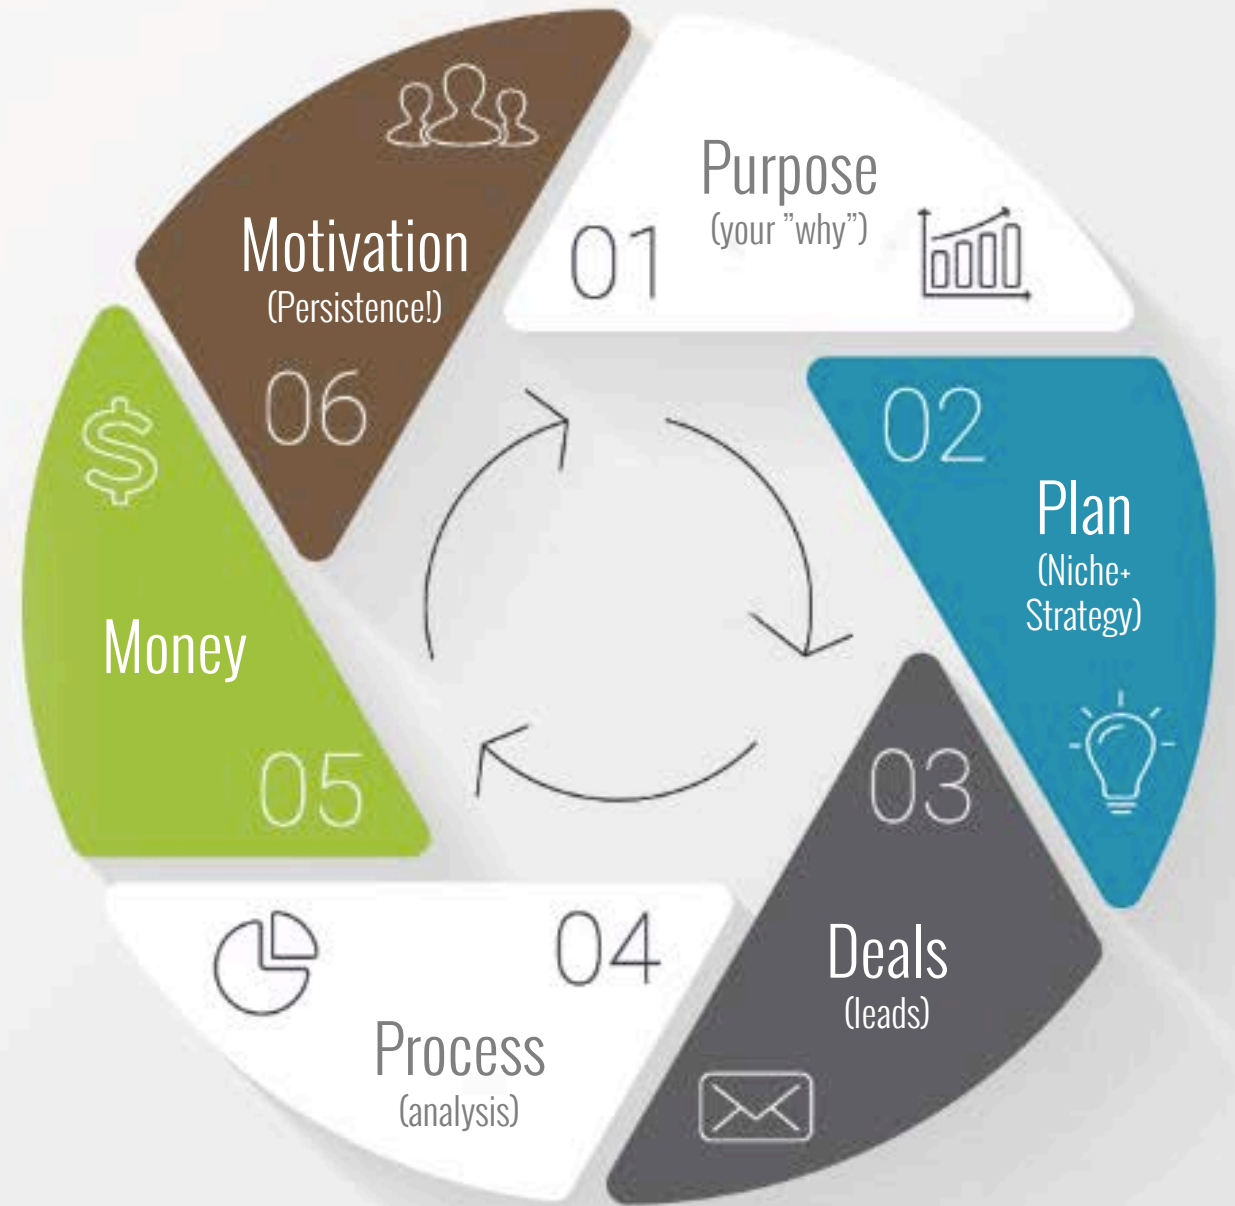 Purpose
(your ”why”)
01
02
Plan
(Niche+
Strategy)
03
Deals
(leads)
04
Process
(analysis)
$
Money
05
Motivation
(Persistence!)
06